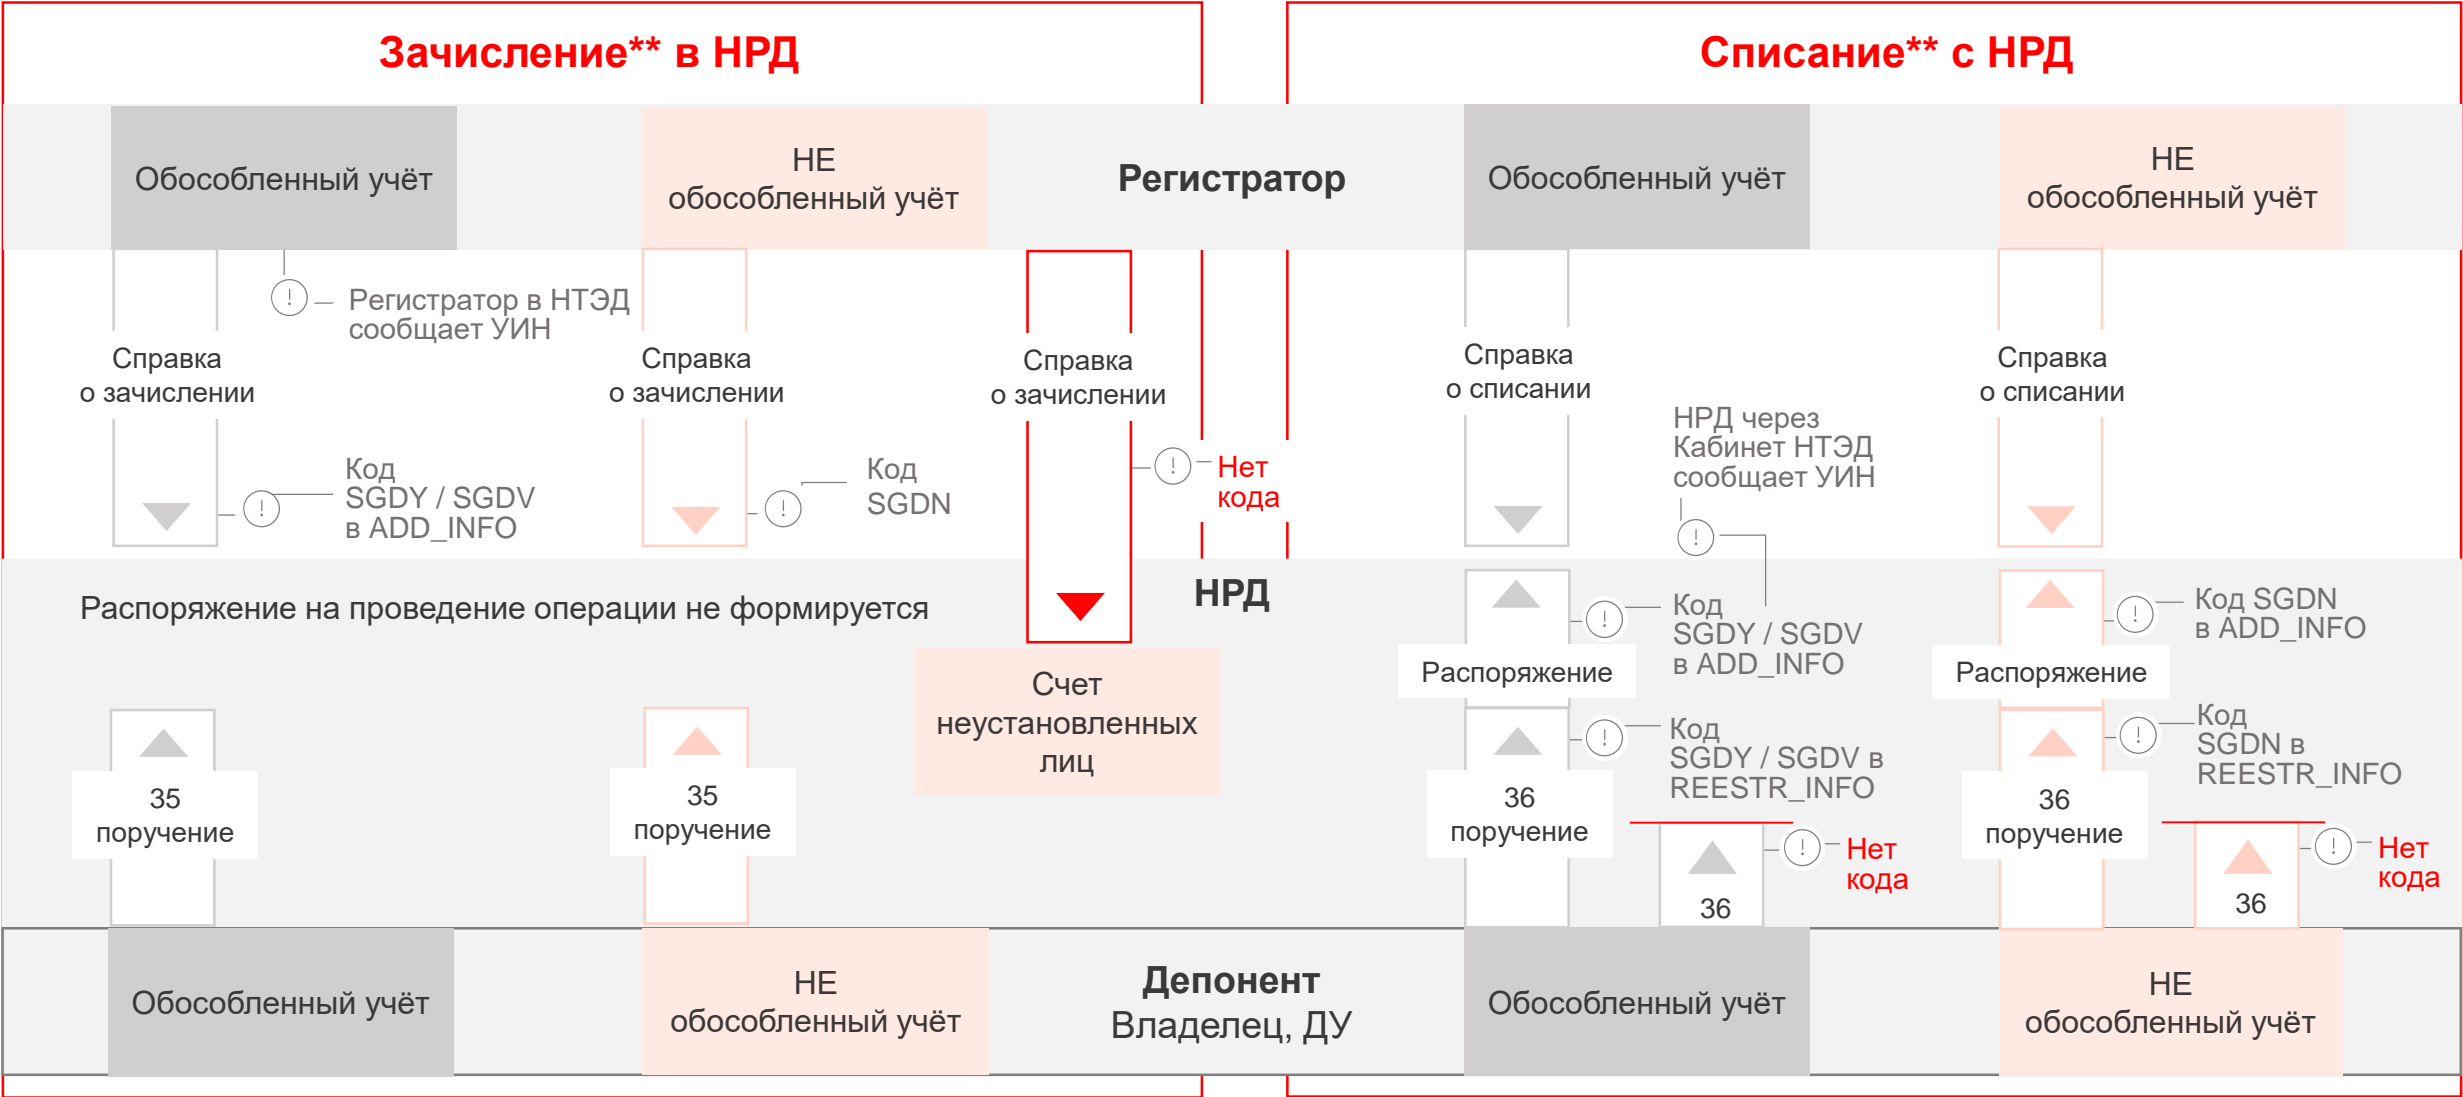 Зачисление** в НРД
Списание** с НРД
Обособленный учёт
НЕ
обособленный учёт
Регистратор
Обособленный учёт
НЕ
обособленный учёт
!
Регистратор в НТЭД
сообщает УИН
Справка
о зачислении
Справка
о зачислении
Справка
о зачислении
Справка
о списании
Справка
о списании
!
Код
SGDY / SGDV
в ADD_INFO
!
Код
SGDN
!
Нет
кода
НРД через
Кабинет НТЭД
сообщает УИН
!
Распоряжение на проведение операции не формируется
НРД
!
Код
SGDY / SGDV
в ADD_INFO
!
Код SGDN
в ADD_INFO
Счет
неустановленных
лиц
Распоряжение
Распоряжение
!
Код
SGDY / SGDV в
REESTR_INFO
!
Код
SGDN в
REESTR_INFO
35
поручение
35
поручение
36
поручение
36
поручение
!
Нет
кода
36
!
Нет
кода
36
Обособленный учёт
НЕ
обособленный учёт
Депонент
Владелец, ДУ
Обособленный учёт
НЕ
обособленный учёт